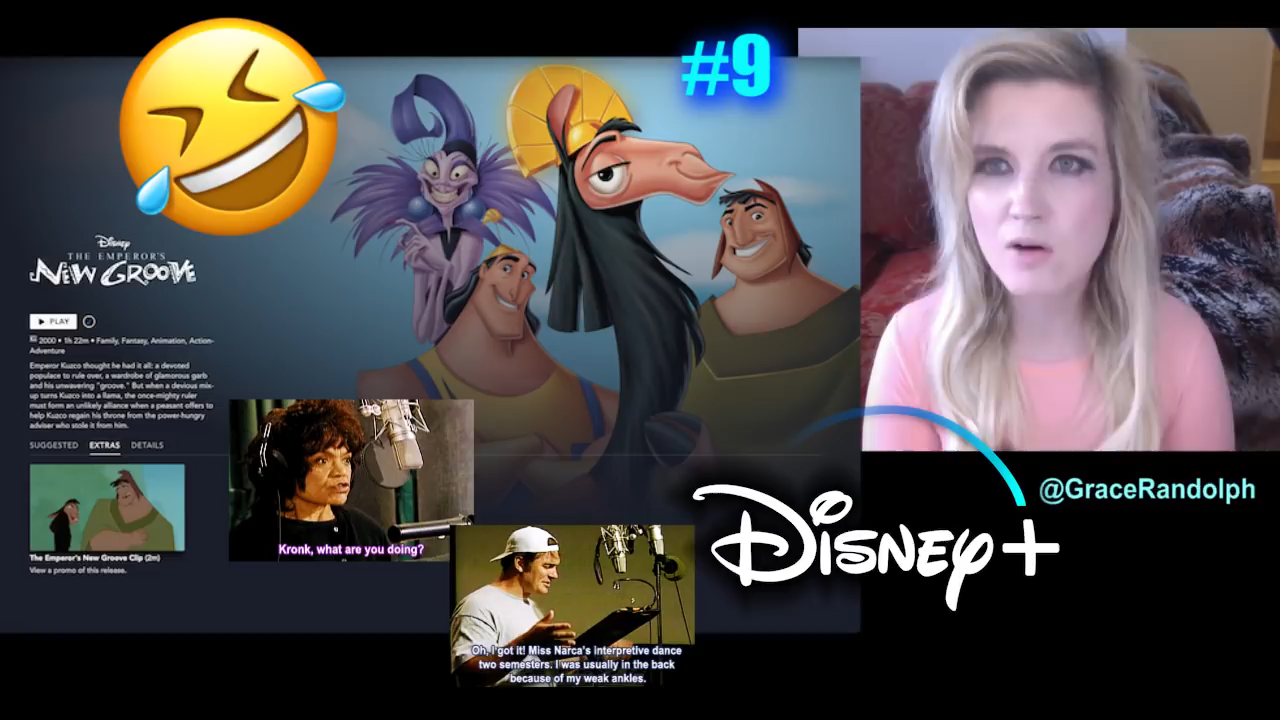 #9
Disney
THE EMPEROR'S
NEW GROOVE
PLAY
2000 • 1h 22m • Family, Fantasy, Animation, Action-
Adventure
Emperor Kuzco thought he had it all: a devoted
populace to rule over, a wardrobe of glamorous garb
and his unwavering "groove." But when a devious mix-
up turns Kuzco into a llama, the once-mighty ruler
must form an unlikely alliance when a peasant offers to
help Kuzco regain his throne from the power-hungry
adviser who stole it from him.
SUGGESTED EXTRAS DETAILS
The Emperor's New Groove Clip (2m)
View a promo of this release.
Kronk, what are you doing?
Oh, I got it! Miss Narca's interpretive dance
two semesters. I was usually in the back
because of my weak ankles.
@GraceRandolph
Disney+